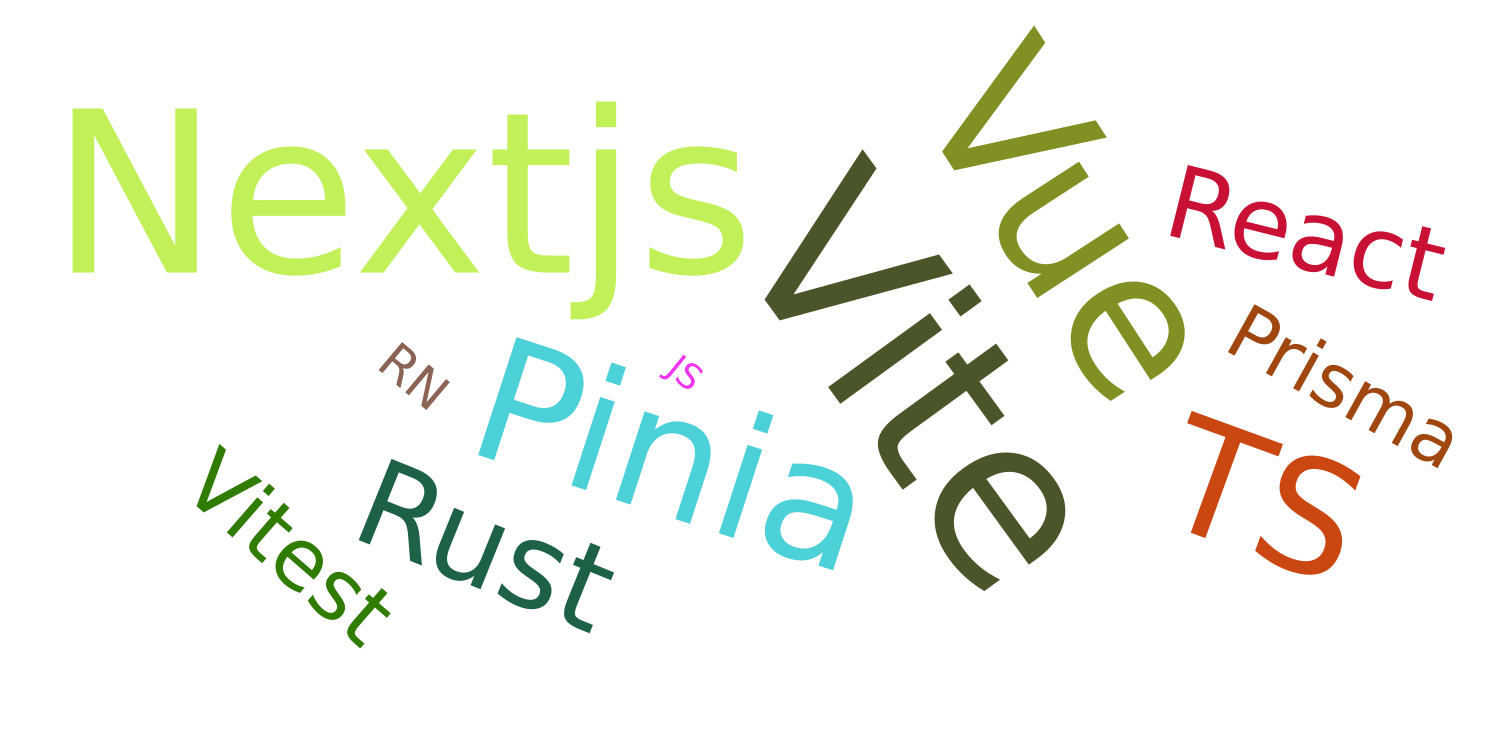 Nextjs
Vite
Vue
React
Prisma
RN
Pinia
JS
TS
Vitest
Rust